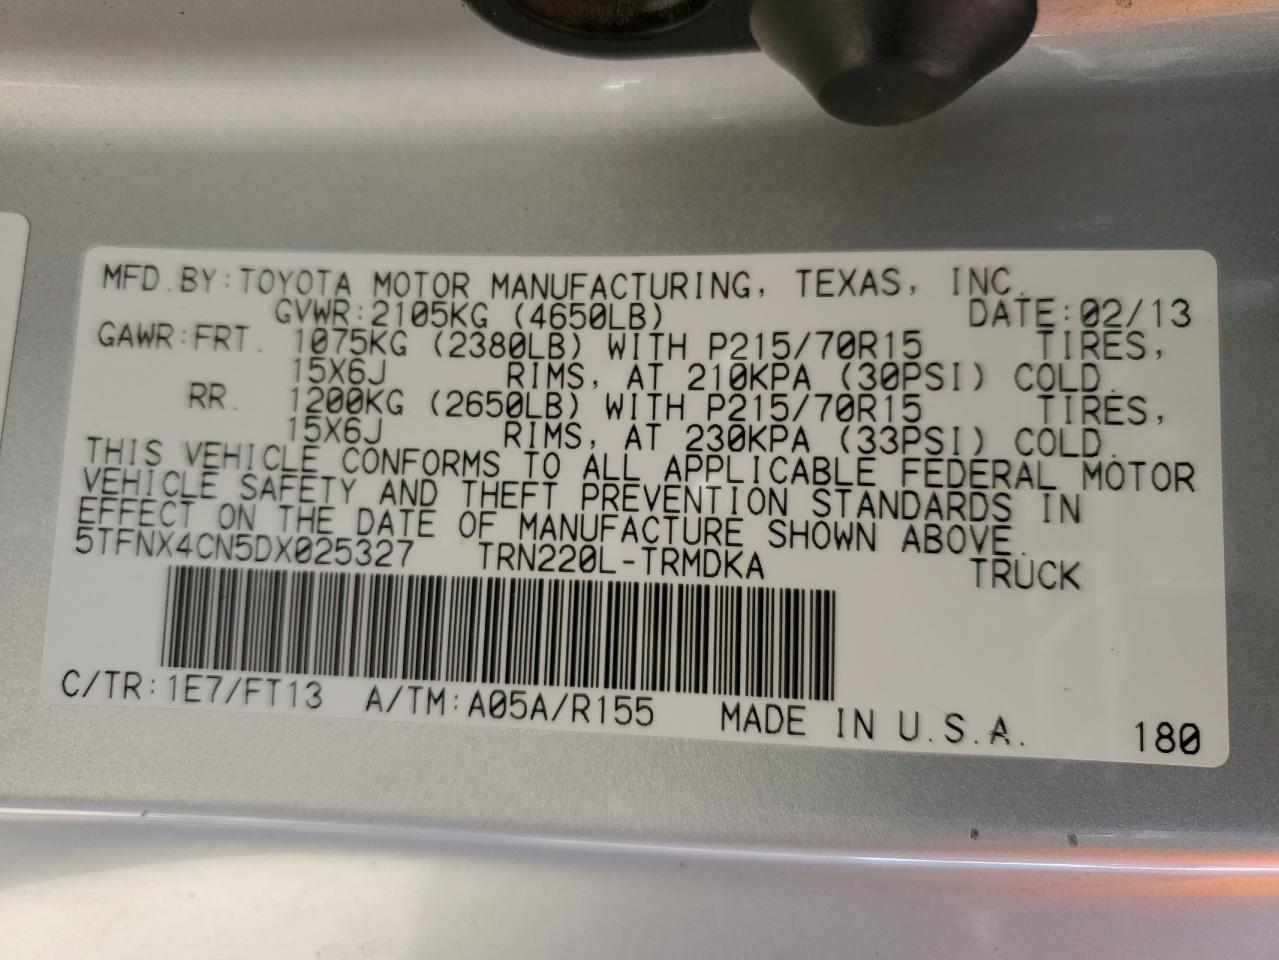 MFD.BY:TOYOTA MOTOR MANUFACTURING, TEXAS, INC.
GVWR:2105KG (4650LB) DATE:02/13
GAWR:FRT. 1075KG (2380LB) WITH P215/70R15 TIRES,
15X6J RIMS, AT 210KPA (30PSI) COLD.
RR. 1200KG (2650LB) WITH P215/70R15 TIRES,
15X6J RIMS, AT 230KPA (33PSI) COLD.
THIS VEHICLE CONFORMS TO ALL APPLICABLE FEDERAL MOTOR
VEHICLE SAFETY AND THEFT PREVENTION STANDARDS IN
EFFECT ON THE DATE OF MANUFACTURE SHOWN ABOVE.
5TFNX4CN5DX025327 TRN220L-TRMDKA TRUCK
C/TR:1E7/FT13 A/TM:A05A/R155 MADE IN U.S.A. 180